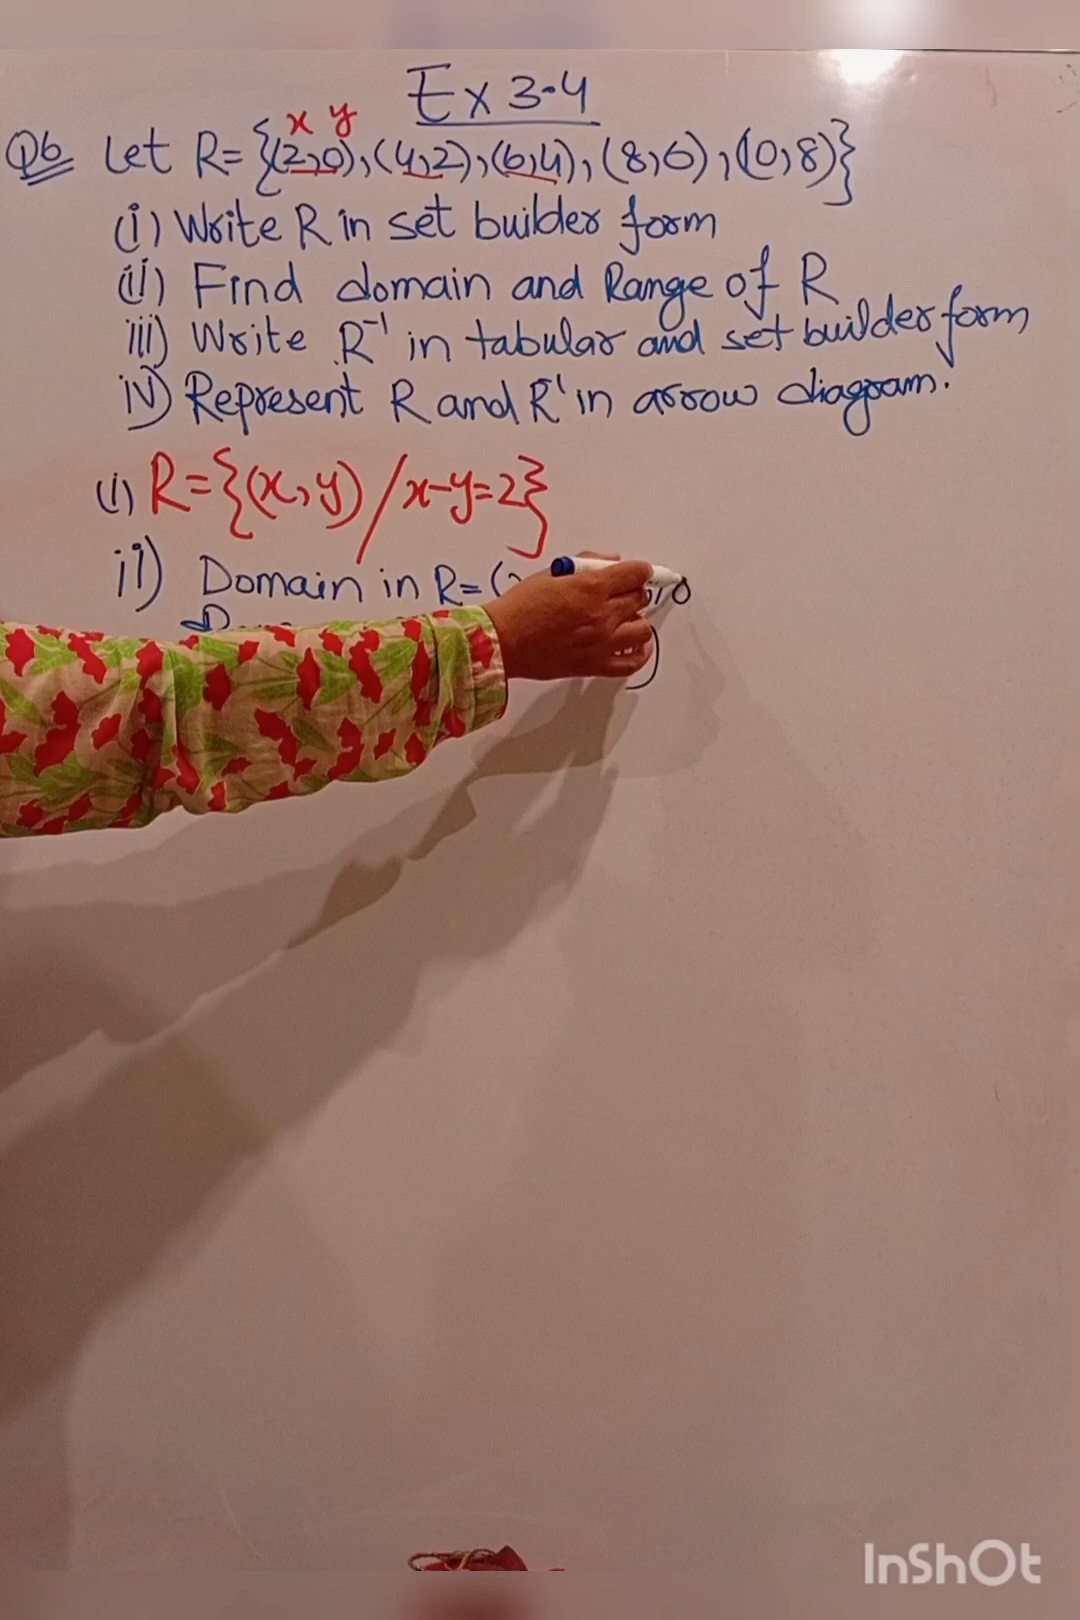 Ex 3.4
x y
Q6 Let R={(2,0),(4,2),(6,4),(8,6),(10,8)}
(i) Write R in set builder form
(ii) Find domain and Range of R
iii) Write R⁻¹ in tabular and set builder form
iv) Represent R and R⁻¹ in arrow diagram.
(i) R={(x,y)/x-y=2}
ii) Domain in R=(
InShOt